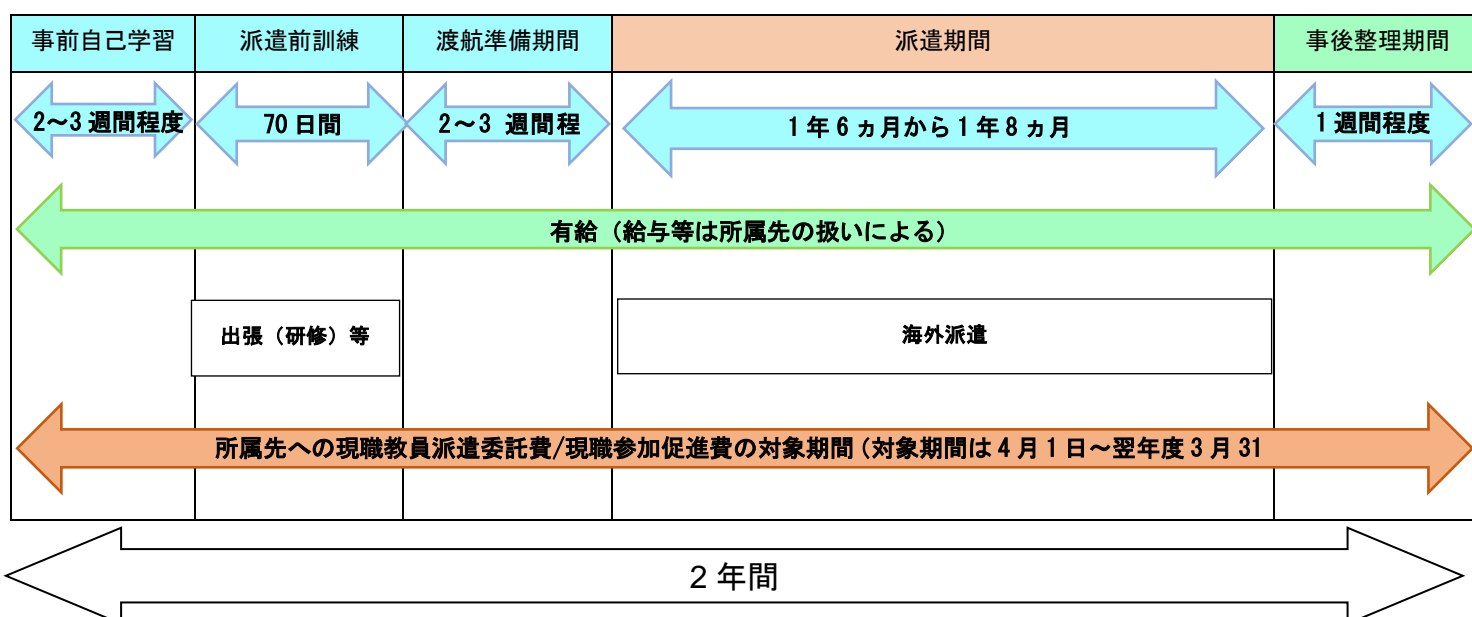 事前自己学習
派遣前訓練
渡航準備期間
派遣期間
事後整理期間
2～3 週間程度
70 日間
2～3 週間程
1 年 6 ヵ月から 1 年 8 ヵ月
1 週間程度
有給（給与等は所属先の扱いによる）
出張（研修）等
海外派遣
所属先への現職教員派遣委託費/現職参加促進費の対象期間 (対象期間は 4 月 1 日～翌年度 3 月 31
2 年間